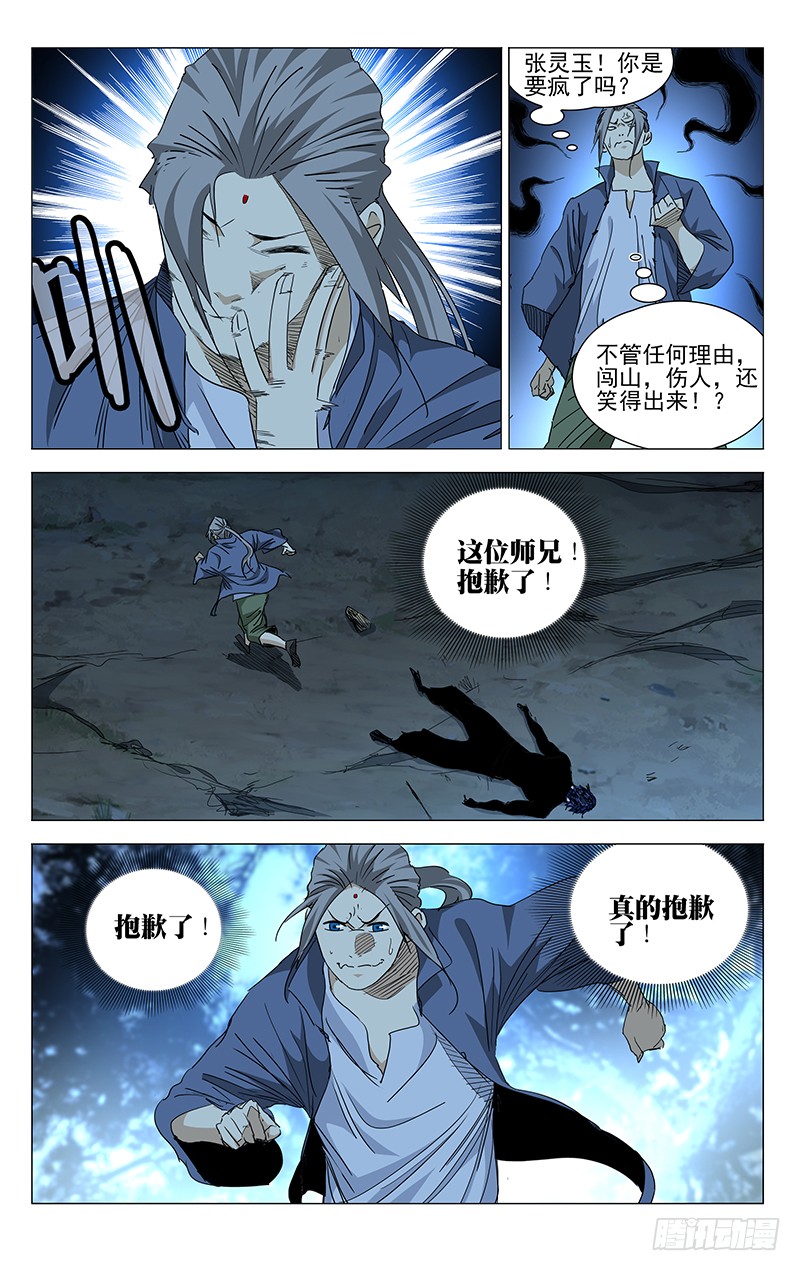 叭
张灵玉！你是
要疯了吗？
不管任何理由，
闯山，伤人，还
笑得出来！？
这位师兄！
抱歉了！
抱歉了！
真的抱歉
了！
腾讯动漫